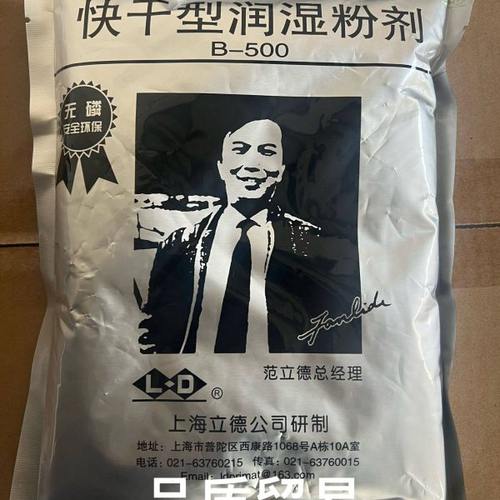 快干型润湿粉剂
B-500
无磷
安全环保
Fanlide
范立德总经理
L·D ®
上海立德公司研制
地址：上海市普陀区西康路1068号A栋10A室
电话：021-63760215 传真：021-63760015